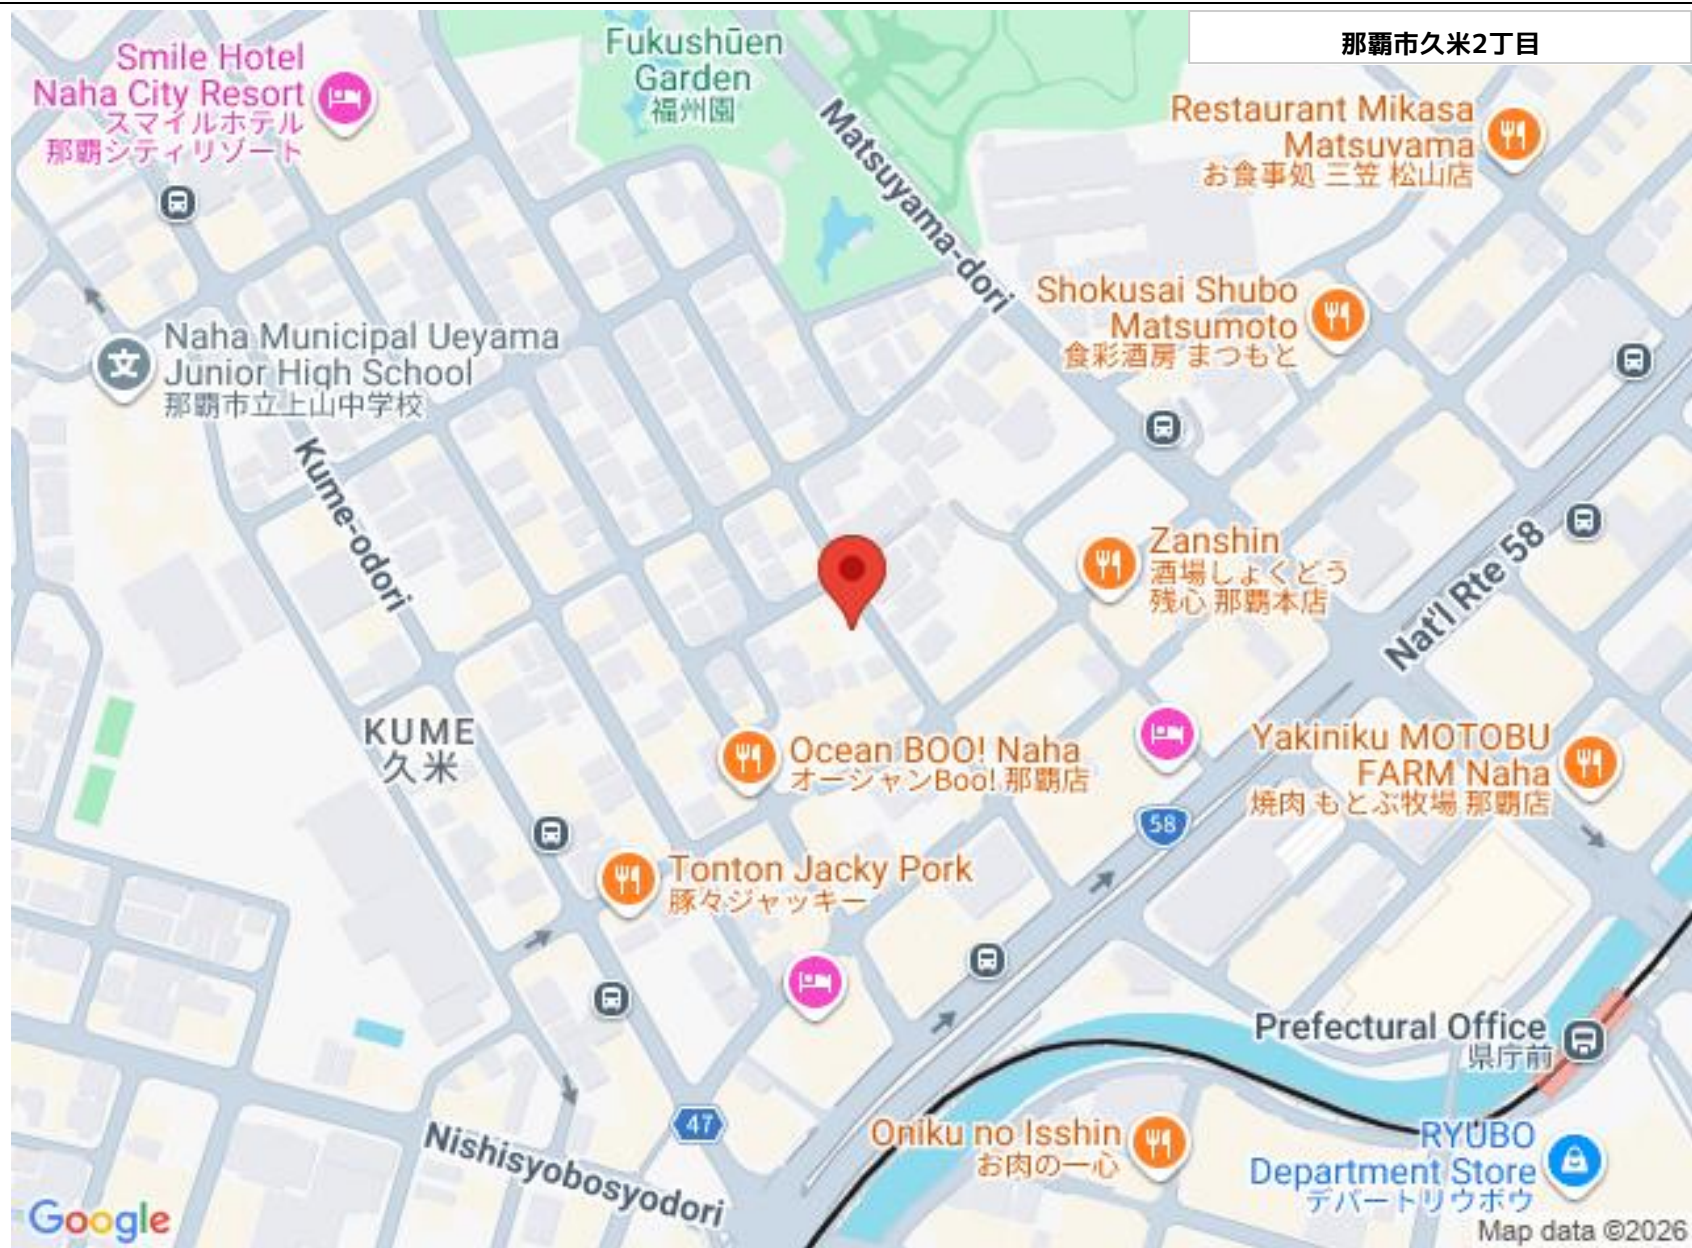 那覇市久米2丁目
Smile Hotel
Naha City Resort
スマイルホテル
那覇シティリゾート
Fukushūen
Garden
福州園
Matsuyama-dori
Restaurant Mikasa
Matsuyama
お食事処 三笠 松山店
Shokusai Shubo
Matsumoto
食彩酒房 まつもと
Naha Municipal Ueyama
Junior High School
那覇市立上山中学校
Kume-odori
Zanshin
酒場しょくどう
残心 那覇本店
Nat'l Rte 58
KUME
久米
Ocean BOO! Naha
オーシャンBoo! 那覇店
Yakiniku MOTOBU
FARM Naha
焼肉 もとぶ牧場 那覇店
58
Tonton Jacky Pork
豚々ジャッキー
Prefectural Office
県庁前
47
Nishisyobosyodori
Oniku no Isshin
お肉の一心
RYUBO
Department Store
デパートリウボウ
Google
Map data ©2026
文